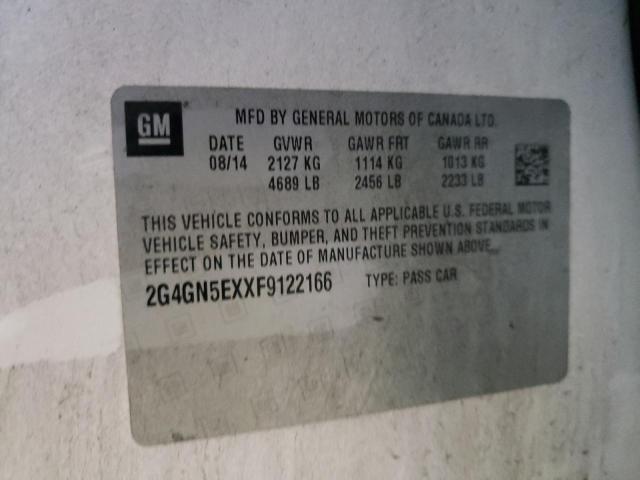 GM
MFD BY GENERAL MOTORS OF CANADA LTD.
DATE GVWR GAWR FRT GAWR RR
08/14 2127 KG 1114 KG 1013 KG
4689 LB 2456 LB 2233 LB
THIS VEHICLE CONFORMS TO ALL APPLICABLE U.S. FEDERAL MOTOR
VEHICLE SAFETY, BUMPER, AND THEFT PREVENTION STANDARDS IN
EFFECT ON THE DATE OF MANUFACTURE SHOWN ABOVE.
2G4GN5EXXF9122166 TYPE: PASS CAR